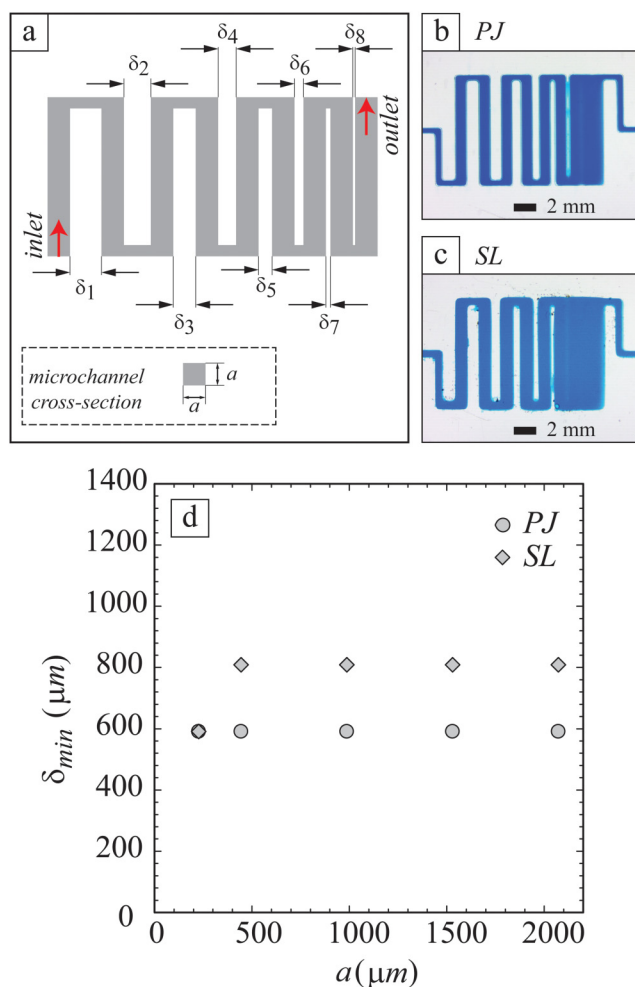 a
δ4
δ8
δ2
δ6
outlet
inlet
δ1
δ3
δ5
δ7
microchannel
cross-section
a
a
b
PJ
2 mm
c
SL
2 mm
d
PJ
SL
1400
1200
1000
800
600
400
200
0
δmin (μm)
0
500
1000
1500
2000
a(μm)